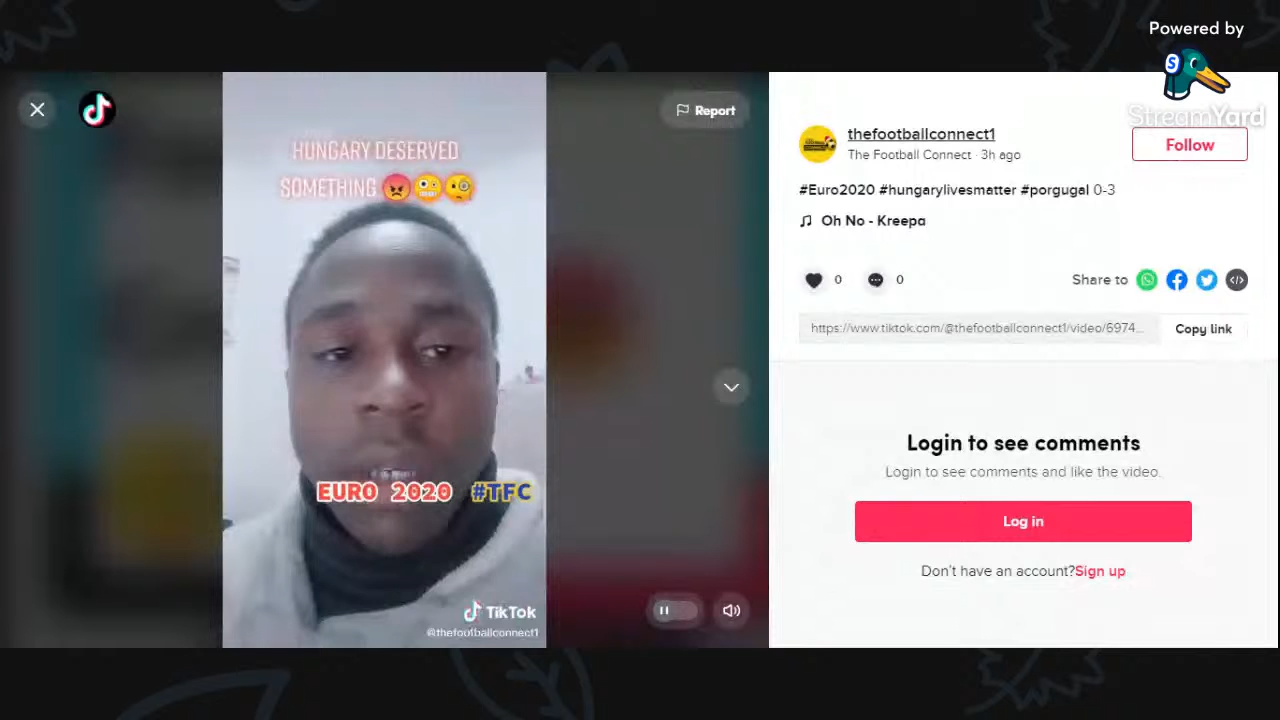 Powered by
StreamYard
Report
HUNGARY DESERVED
SOMETHING 😡🤪🧐
EURO 2020 #TFC
TikTok
@thefootballconnect1
thefootballconnect1
The Football Connect · 3h ago
Follow
#Euro2020 #hungarylivesmatter #porgugal 0-3
Oh No - Kreepa
0 0
Share to
https://www.tiktok.com/@thefootballconnect1/video/6974...
Copy link
Login to see comments
Login to see comments and like the video.
Log in
Don't have an account?Sign up